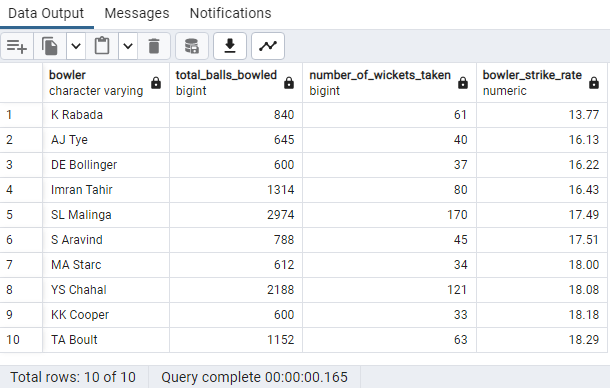 Data Output Messages Notifications
bowler total_balls_bowled number_of_wickets_taken bowler_strike_rate
character varying bigint bigint numeric
1 K Rabada 840 61 13.77
2 AJ Tye 645 40 16.13
3 DE Bollinger 600 37 16.22
4 Imran Tahir 1314 80 16.43
5 SL Malinga 2974 170 17.49
6 S Aravind 788 45 17.51
7 MA Starc 612 34 18.00
8 YS Chahal 2188 121 18.08
9 KK Cooper 600 33 18.18
10 TA Boult 1152 63 18.29
Total rows: 10 of 10 Query complete 00:00:00.165